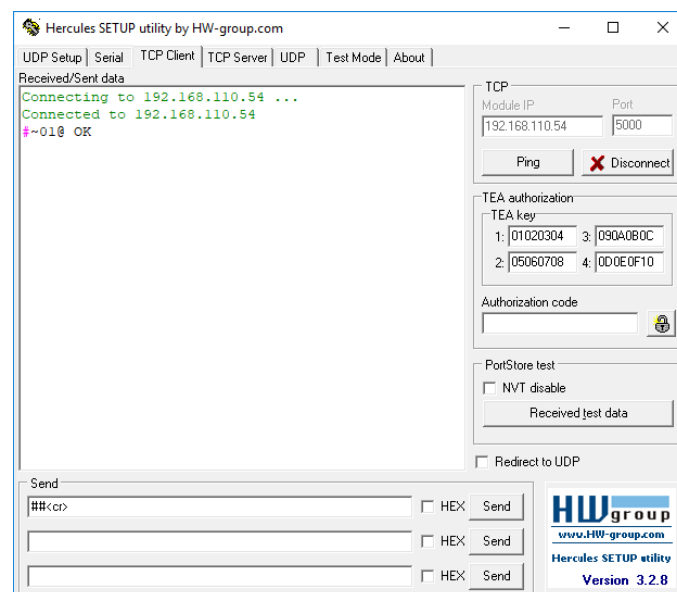 Hercules SETUP utility by HW-group.com
UDP Setup Serial TCP Client TCP Server UDP Test Mode About
Received/Sent data
Connecting to 192.168.110.54 ...
Connected to 192.168.110.54
#~01@ OK
TCP
Module IP Port
192.168.110.54 5000
Ping Disconnect
TEA authorization
TEA key
1: 01020304 3: 090A0B0C
2: 05060708 4: 0D0E0F10
Authorization code
PortStore test
NVT disable
Received test data
Redirect to UDP
Send
##<cr> HEX Send
HEX Send
HEX Send
HW group
www.HW-group.com
Hercules SETUP utility
Version 3.2.8